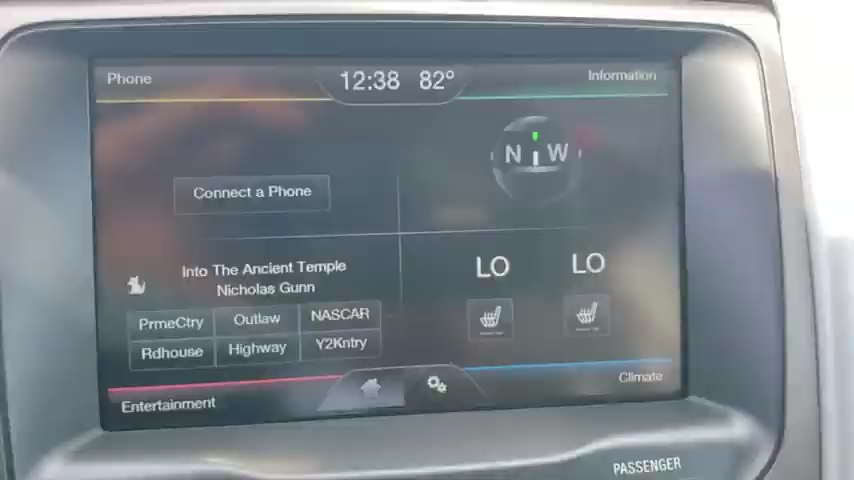 Phone
12:38 82°
Information
N W
Connect a Phone
Into The Ancient Temple
Nicholas Gunn
LO LO
PrmeCtry Outlaw NASCAR
Rdhouse Highway Y2Kntry
Entertainment
Climate
PASSENGER